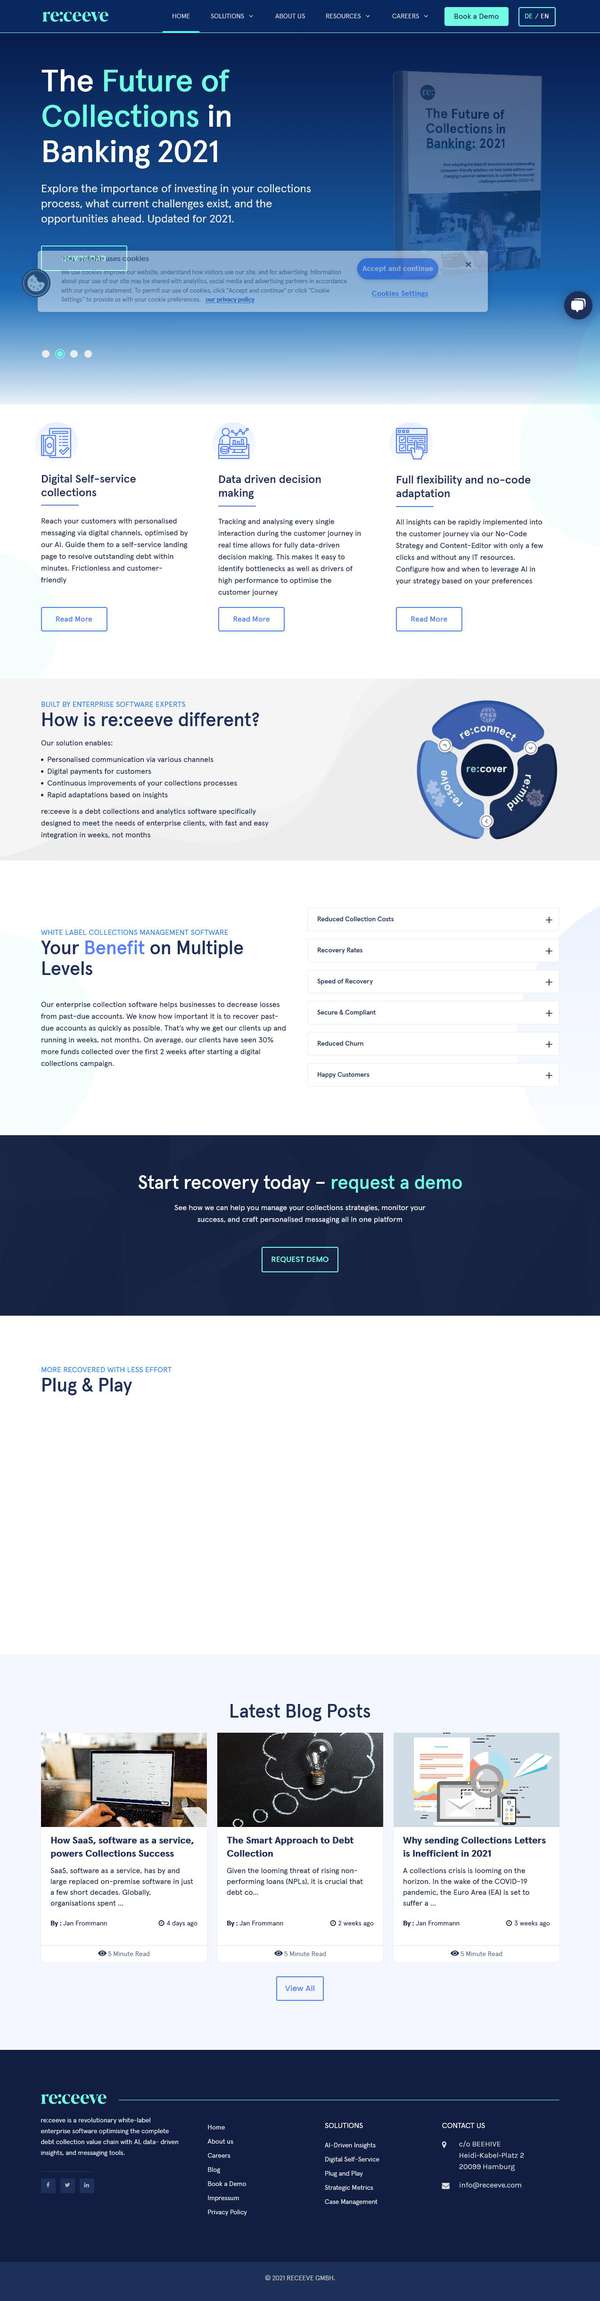 re:ceeve
HOME
SOLUTIONS
ABOUT US
RESOURCES
CAREERS
Book a Demo
DE / EN
The Future of
Collections in
Banking 2021
Explore the importance of investing in your collections
process, what current challenges exist, and the
opportunities ahead. Updated for 2021.
re:
The Future of
Collections in
Banking: 2021
uses cookies
We use cookies to improve our website, understand how visitors use our site, and for advertising. Information
about your use of our site may be shared with analytics, social media and advertising partners in accordance
with our privacy statement. To permit our use of cookies, click "Accept and continue" or click "Cookie
Settings" to provide us with your cookie preferences. our privacy policy
Accept and continue
Cookies Settings
Digital Self-service
collections
Reach your customers with personalised
messaging via digital channels, optimised by
our AI. Guide them to a self-service landing
page to resolve outstanding debt within
minutes. Frictionless and customer-
friendly
Read More
Data driven decision
making
Tracking and analysing every single
interaction during the customer journey in
real time allows for fully data-driven
decision making. This makes it easy to
identify bottlenecks as well as drivers of
high performance to optimise the
customer journey
Read More
Full flexibility and no-code
adaptation
All insights can be rapidly implemented into
the customer journey via our No-Code
Strategy and Content-Editor with only a few
clicks and without any IT resources.
Configure how and when to leverage AI in
your strategy based on your preferences
Read More
BUILT BY ENTERPRISE SOFTWARE EXPERTS
How is re:ceeve different?
Our solution enables:
• Personalised communication via various channels
• Digital payments for customers
• Continuous improvements of your collections processes
• Rapid adaptations based on insights
re:ceeve is a debt collections and analytics software specifically
designed to meet the needs of enterprise clients, with fast and easy
integration in weeks, not months
re:connect
re:cover
re:solve
re:mind
WHITE LABEL COLLECTIONS MANAGEMENT SOFTWARE
Your Benefit on Multiple
Levels
Our enterprise collection software helps businesses to decrease losses
from past-due accounts. We know how important it is to recover past-
due accounts as quickly as possible. That's why we get our clients up and
running in weeks, not months. On average, our clients have seen 30%
more funds collected over the first 2 weeks after starting a digital
collections campaign.
Reduced Collection Costs
Recovery Rates
Speed of Recovery
Secure & Compliant
Reduced Churn
Happy Customers
Start recovery today – request a demo
See how we can help you manage your collections strategies, monitor your
success, and craft personalised messaging all in one platform
REQUEST DEMO
MORE RECOVERED WITH LESS EFFORT
Plug & Play
Latest Blog Posts
How SaaS, software as a service,
powers Collections Success
SaaS, software as a service, has by and
large replaced on-premise software in just
a few short decades. Globally,
organisations spent ...
By : Jan Frommann
4 days ago
5 Minute Read
The Smart Approach to Debt
Collection
Given the looming threat of rising non-
performing loans (NPLs), it is crucial that
debt co...
By : Jan Frommann
2 weeks ago
5 Minute Read
Why sending Collections Letters
is Inefficient in 2021
A collections crisis is looming on the
horizon. In the wake of the COVID-19
pandemic, the Euro Area (EA) is set to
suffer a ...
By : Jan Frommann
3 weeks ago
5 Minute Read
View All
re:ceeve
re:ceeve is a revolutionary white-label
enterprise software optimising the complete
debt collection value chain with AI, data- driven
insights, and messaging tools.
Home
About us
Careers
Blog
Book a Demo
Impressum
Privacy Policy
SOLUTIONS
AI-Driven Insights
Digital Self-Service
Plug and Play
Strategic Metrics
Case Management
CONTACT US
c/o BEEHIVE
Heidi-Kabel-Platz 2
20099 Hamburg
info@receeve.com
© 2021 RECEEVE GMBH.